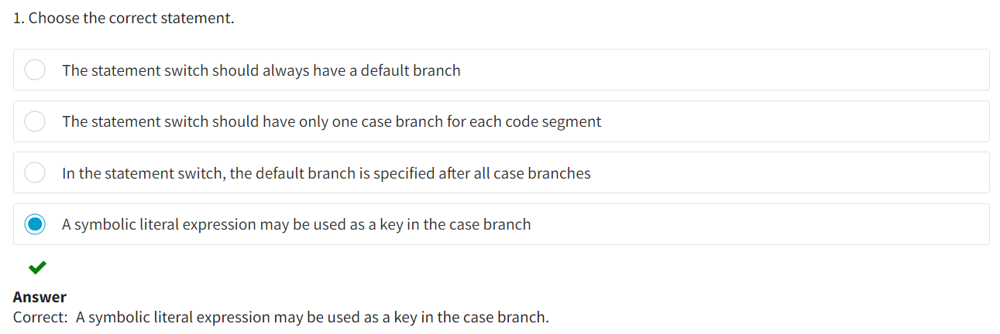 1. Choose the correct statement.
The statement switch should always have a default branch
The statement switch should have only one case branch for each code segment
In the statement switch, the default branch is specified after all case branches
A symbolic literal expression may be used as a key in the case branch
Answer
Correct: A symbolic literal expression may be used as a key in the case branch.